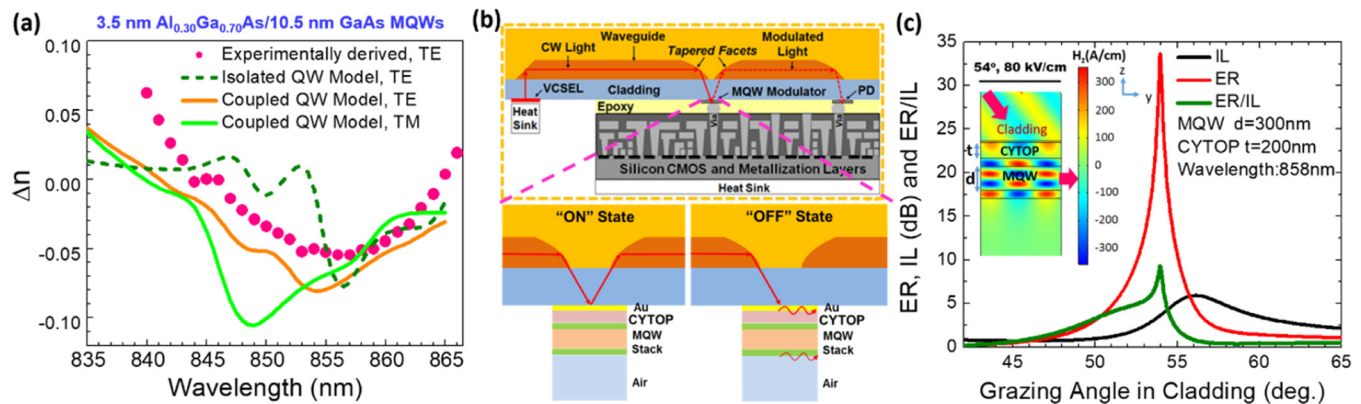 (a)
3.5 nm Al0.30Ga0.70As/10.5 nm GaAs MQWs
0.10
0.05
0.00
-0.05
-0.10
Δn
Experimentally derived, TE
Isolated QW Model, TE
Coupled QW Model, TE
Coupled QW Model, TM
835
840
845
850
855
860
865
Wavelength (nm)
(b)
Waveguide
CW Light
Tapered Facets
Modulated
Light
VCSEL
Cladding
MQW Modulator
PD
Epoxy
Heat
Sink
Via
Via
Silicon CMOS and Metallization Layers
Heat Sink
“ON” State
“OFF” State
Au
CYTOP
MQW
Stack
Air
Au
CYTOP
MQW
Stack
Air
(c)
35
30
25
20
15
10
5
0
ER, IL (dB) and ER/IL
54º, 80 kV/cm
Cladding
t
CYTOP
d
MQW
Hz(A/cm)
300
200
100
0
-100
-200
-300
z
y
IL
ER
ER/IL
MQW d=300nm
CYTOP t=200nm
Wavelength:858nm
45
50
55
60
65
Grazing Angle in Cladding (deg.)